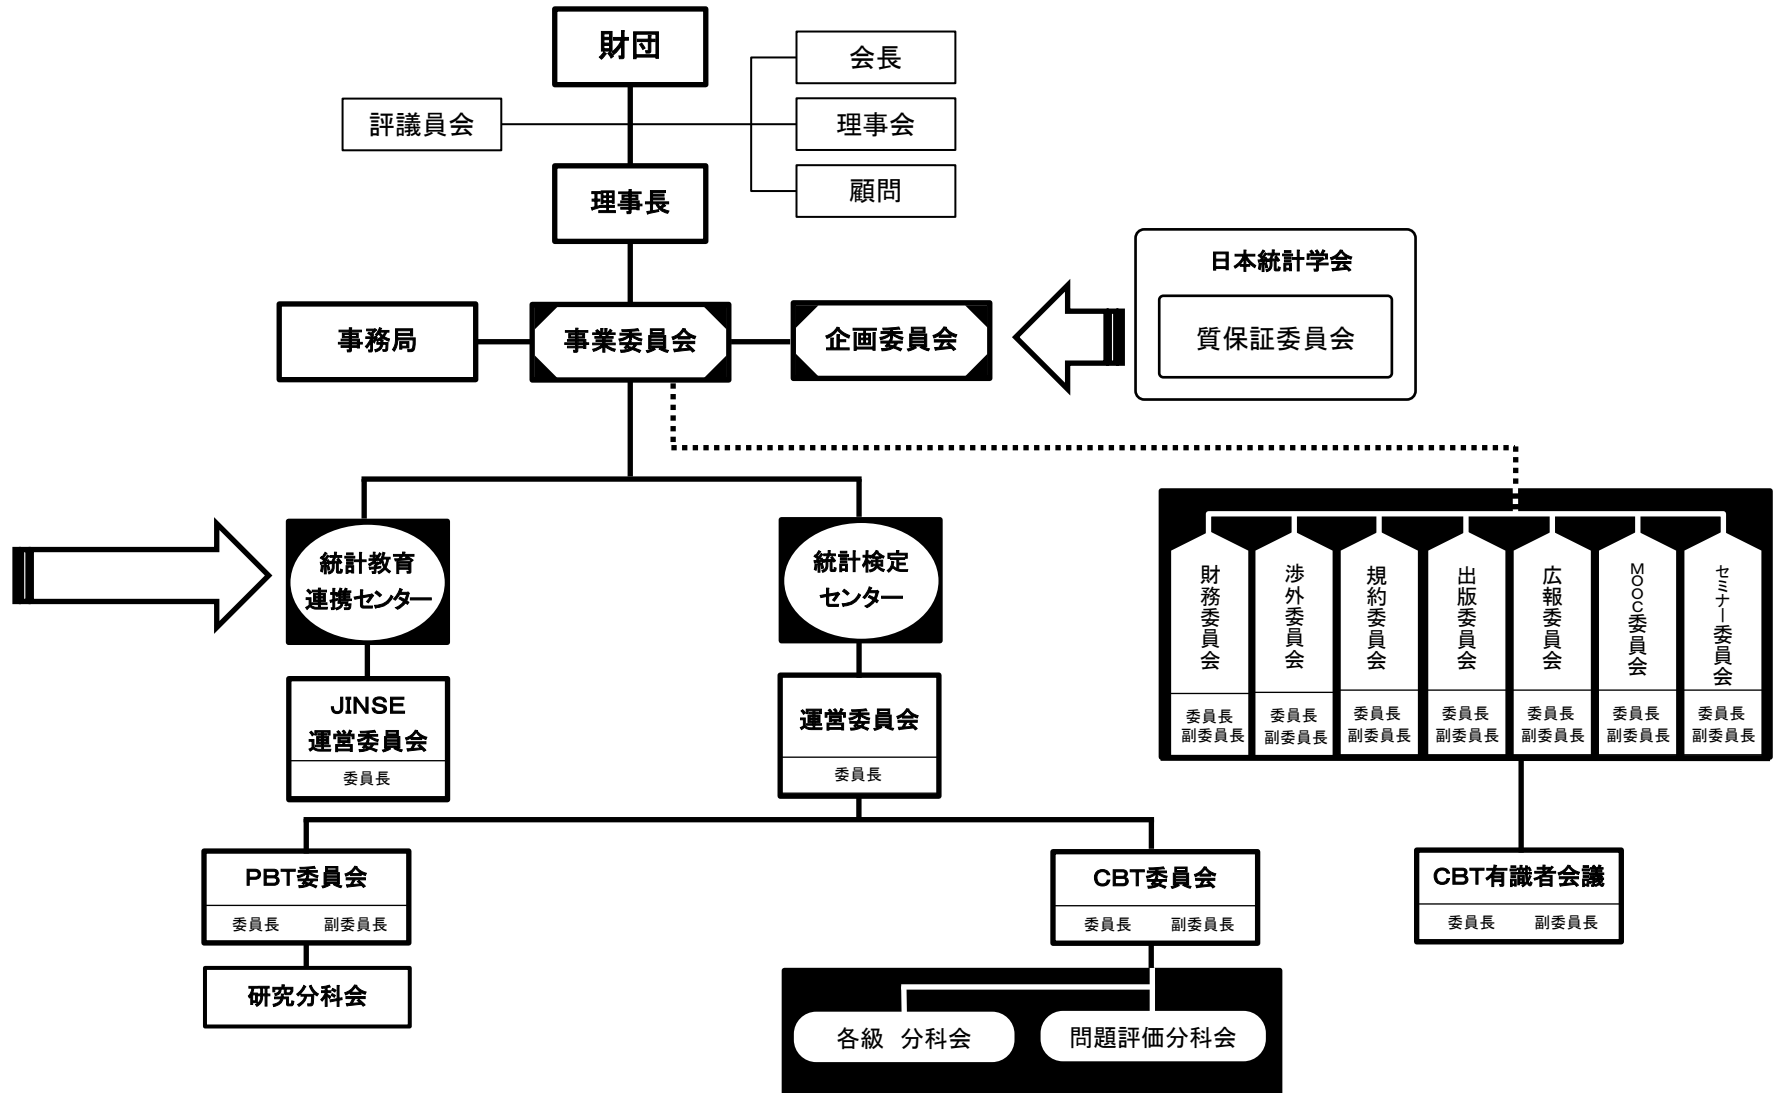 財団
会長
評議員会
理事会
理事長
顧問
日本統計学会
質保証委員会
事務局
事業委員会
企画委員会
統計教育
連携センター
統計検定
センター
JINSE
運営委員会
委員長
運営委員会
委員長
財務委員会
委員長
副委員長
渉外委員会
委員長
副委員長
規約委員会
委員長
副委員長
出版委員会
委員長
副委員長
広報委員会
委員長
副委員長
MOOC委員会
委員長
副委員長
セミナー委員会
委員長
副委員長
PBT委員会
委員長 副委員長
研究分科会
CBT委員会
委員長 副委員長
各級 分科会
問題評価分科会
CBT有識者会議
委員長 副委員長